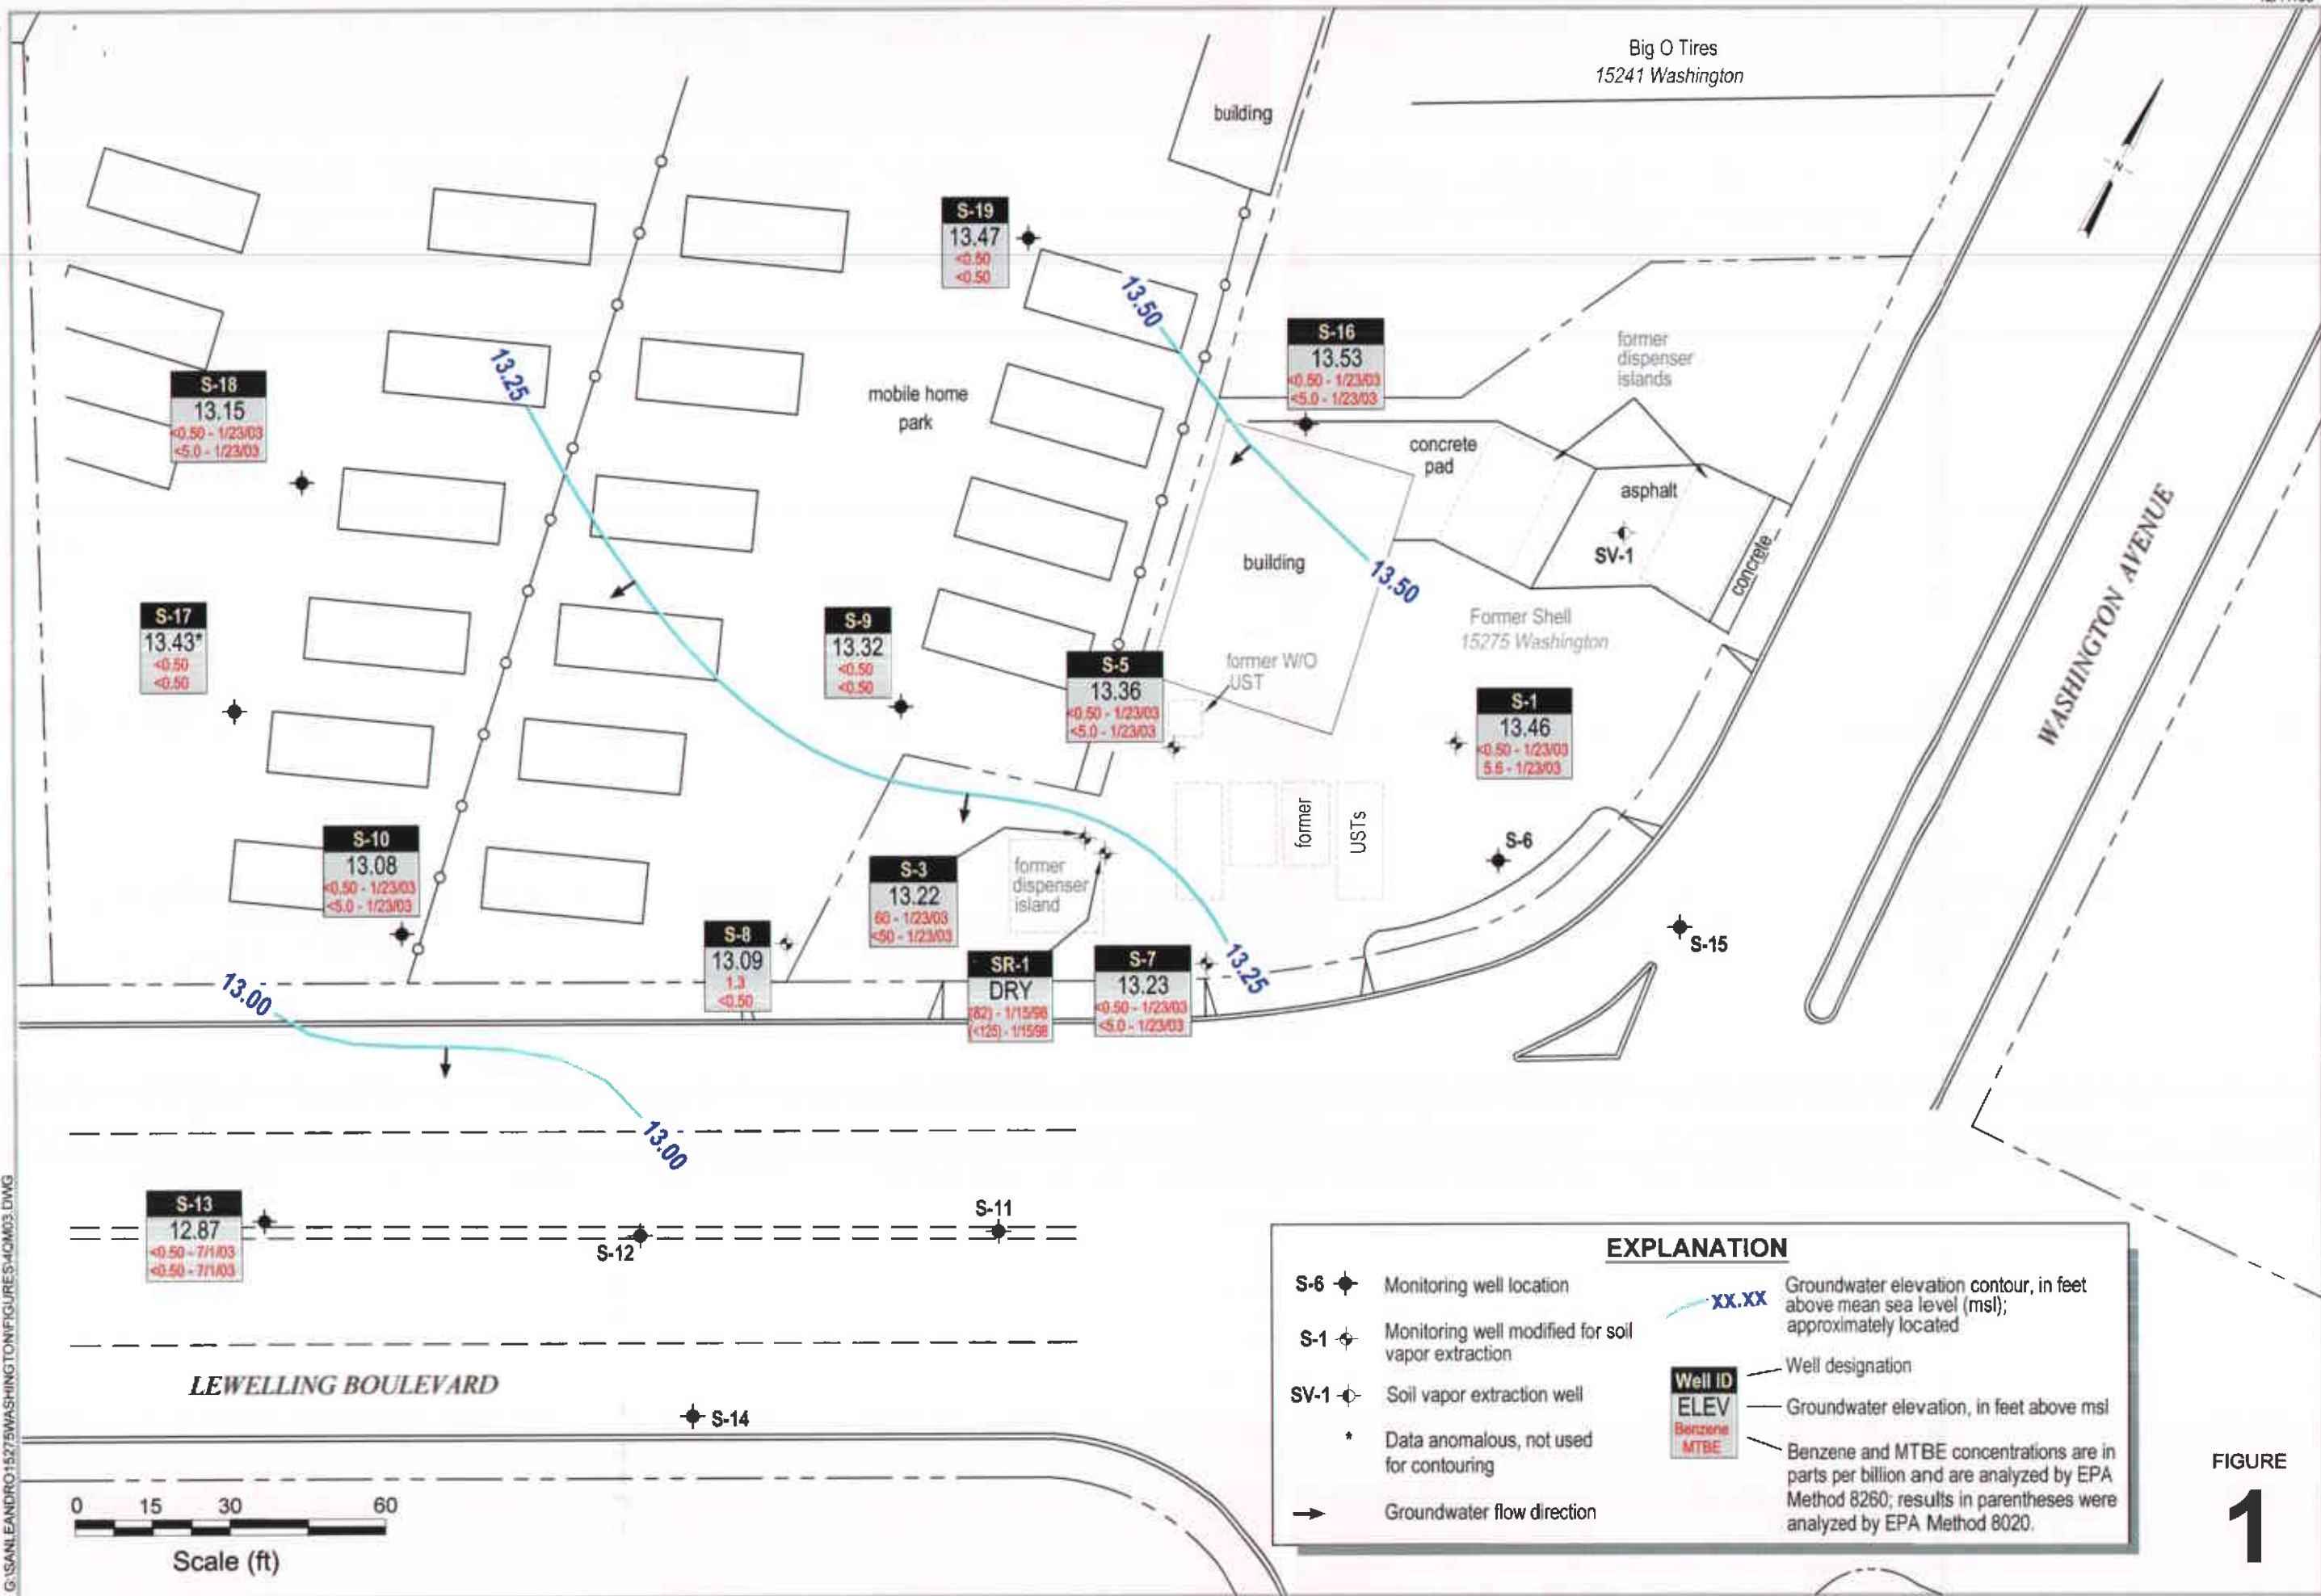 Big O Tires
15241 Washington
building
N
S-19
13.47
<0.50
<0.50
13.50
S-16
13.53
<0.50 - 1/23/03
<5.0 - 1/23/03
former
dispenser
islands
13.25
S-18
13.15
<0.50 - 1/23/03
<5.0 - 1/23/03
mobile home
park
concrete
pad
asphalt
SV-1
concrete
building
13.50
WASHINGTON AVENUE
S-17
13.43*
<0.50
<0.50
S-9
13.32
<0.50
<0.50
Former Shell
15275 Washington
S-5
13.36
<0.50 - 1/23/03
<5.0 - 1/23/03
former W/O
UST
S-1
13.46
<0.50 - 1/23/03
5.6 - 1/23/03
former
USTs
S-6
S-10
13.08
<0.50 - 1/23/03
<5.0 - 1/23/03
S-3
13.22
60 - 1/23/03
<50 - 1/23/03
former
dispenser
island
S-8
13.09
1.3
<0.50
SR-1
DRY
(82) - 1/15/98
(<125) - 1/15/98
S-7
13.23
<0.50 - 1/23/03
<5.0 - 1/23/03
13.25
S-15
13.00
13.00
S-13
12.87
<0.50 - 7/1/03
<0.50 - 7/1/03
S-12
S-11
LEWELLING BOULEVARD
S-14
0 15 30 60
Scale (ft)
EXPLANATION
S-6 Monitoring well location
S-1 Monitoring well modified for soil
vapor extraction
SV-1 Soil vapor extraction well
* Data anomalous, not used
for contouring
Groundwater flow direction
XX.XX Groundwater elevation contour, in feet
above mean sea level (msl);
approximately located
Well ID
ELEV
Benzene
MTBE
Well designation
Groundwater elevation, in feet above msl
Benzene and MTBE concentrations are in
parts per billion and are analyzed by EPA
Method 8260; results in parentheses were
analyzed by EPA Method 8020.
FIGURE
1
G:\SANLEANDRO15275WASHINGTON\FIGURES\4QM03.DWG